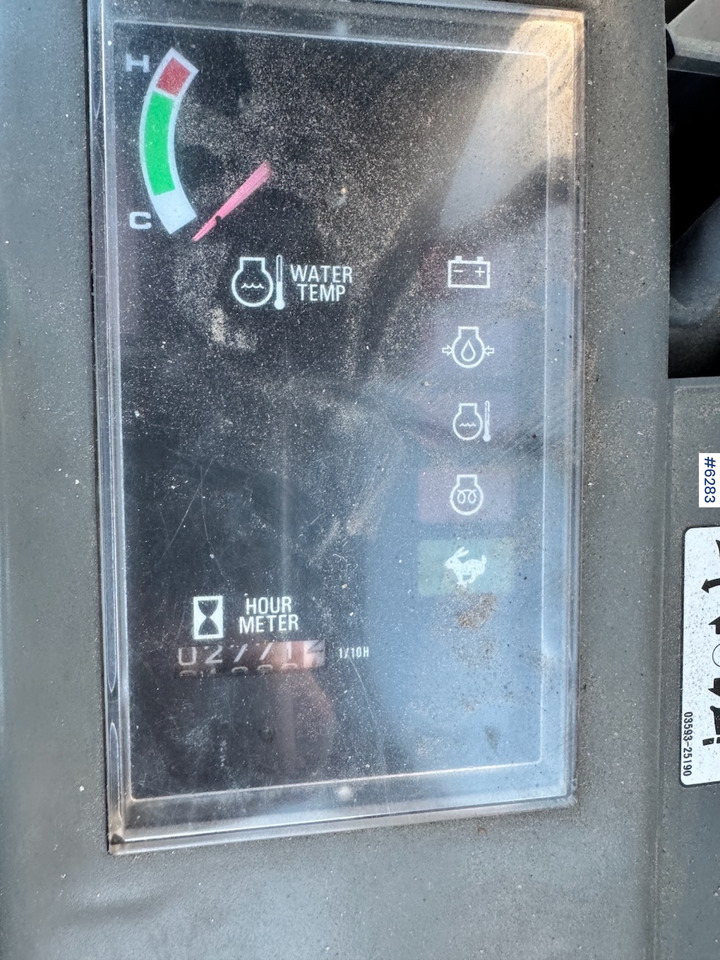 H
C
WATER
TEMP
- +
HOUR
METER
1/10H
#6283
03593-25190